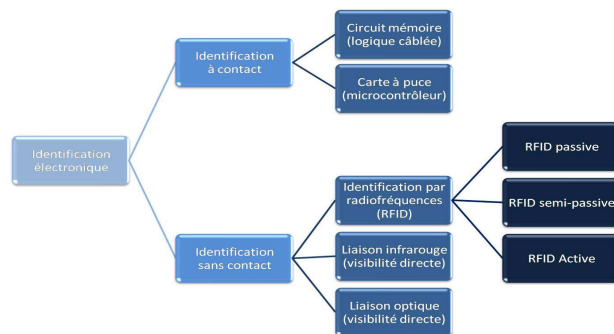 Identification
électronique
Identification
à contact
Circuit mémoire
(logique câblée)
Carte à puce
(microcontrôleur)
Identification
sans contact
Identification par
radiofréquences
(RFID)
RFID passive
RFID semi-passive
RFID Active
Liaison infrarouge
(visibilité directe)
Liaison optique
(visibilité directe)